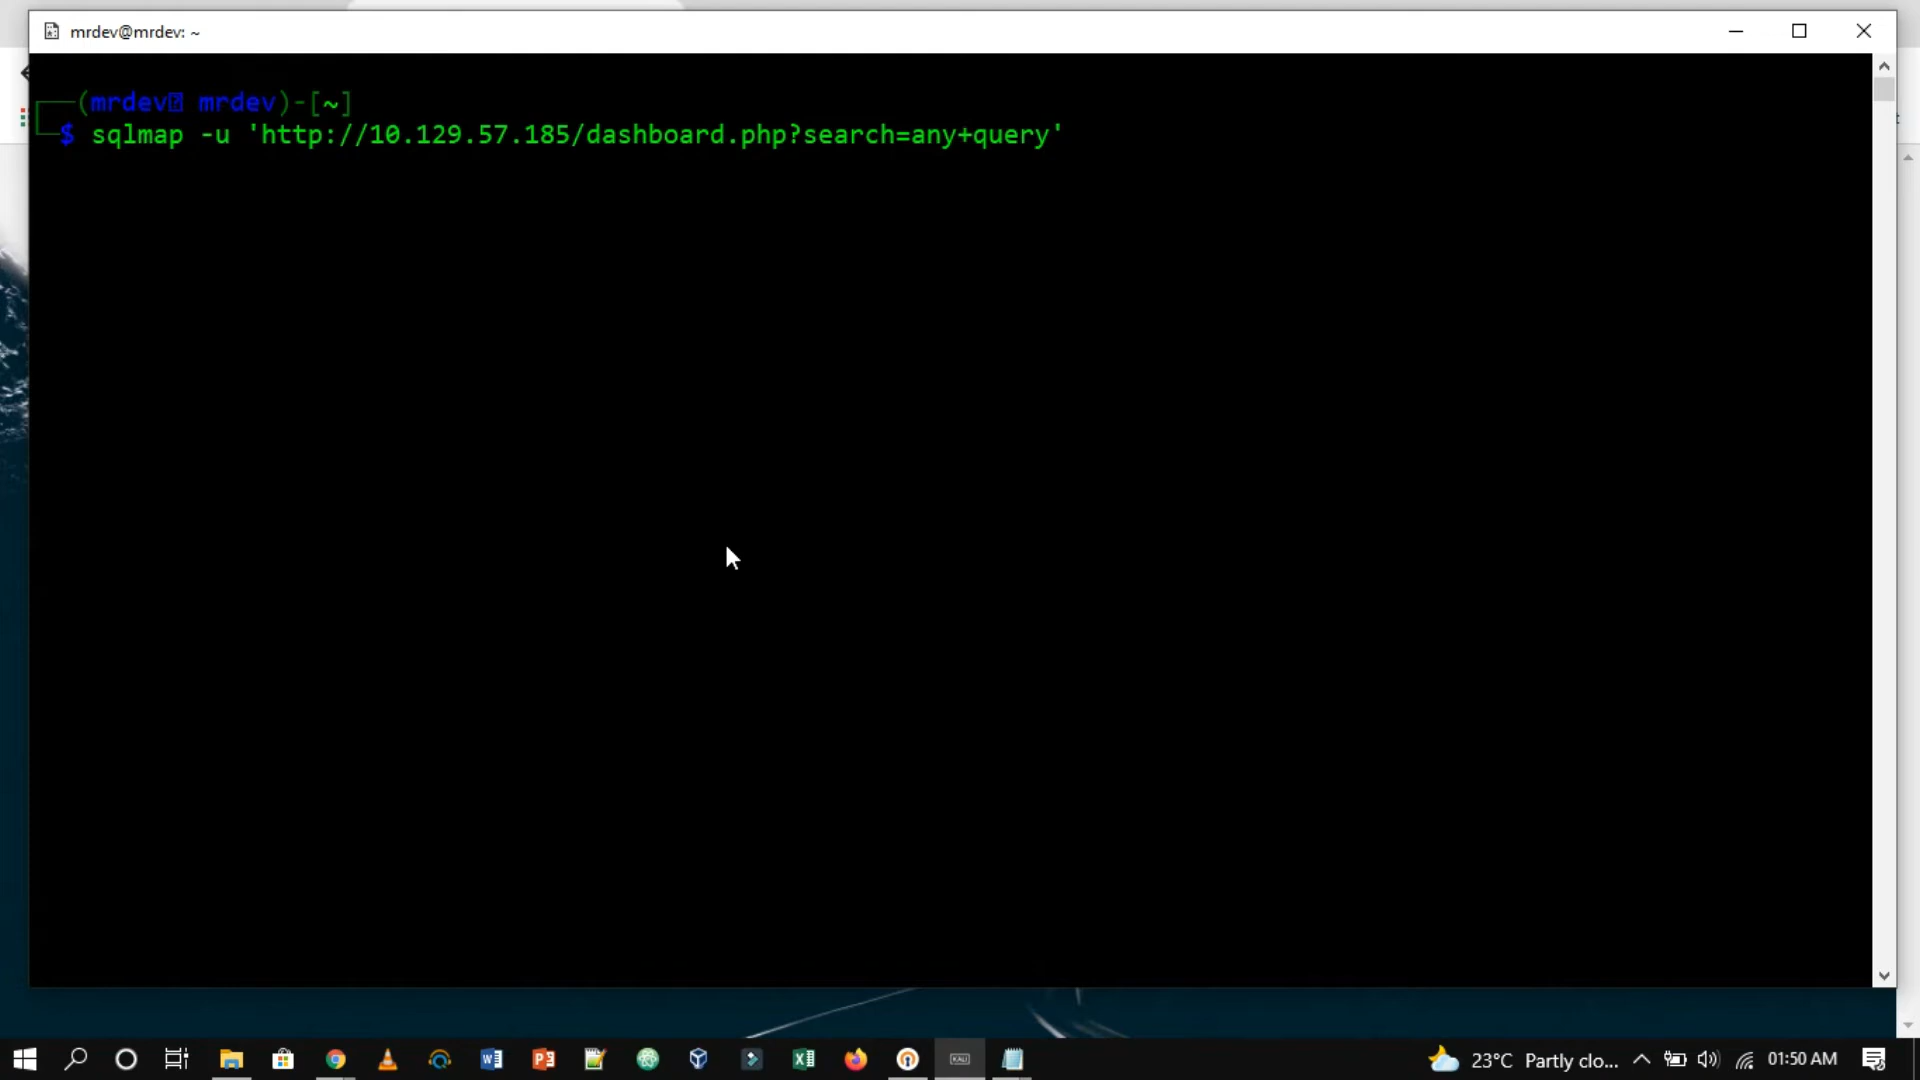 mrdev@mrdev: ~
(mrdev mrdev)-[~]
$ sqlmap -u 'http://10.129.57.185/dashboard.php?search=any+query'
KALI
23°C Partly clo...
01:50 AM